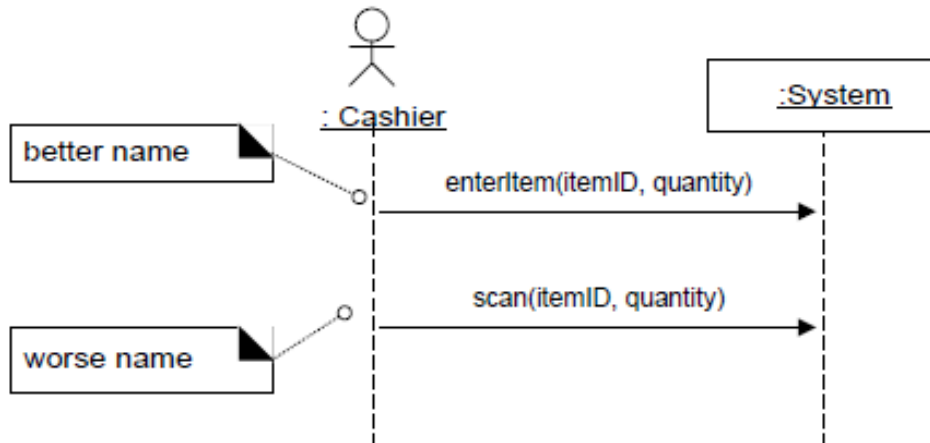 : Cashier
:System
better name
enterItem(itemID, quantity)
scan(itemID, quantity)
worse name